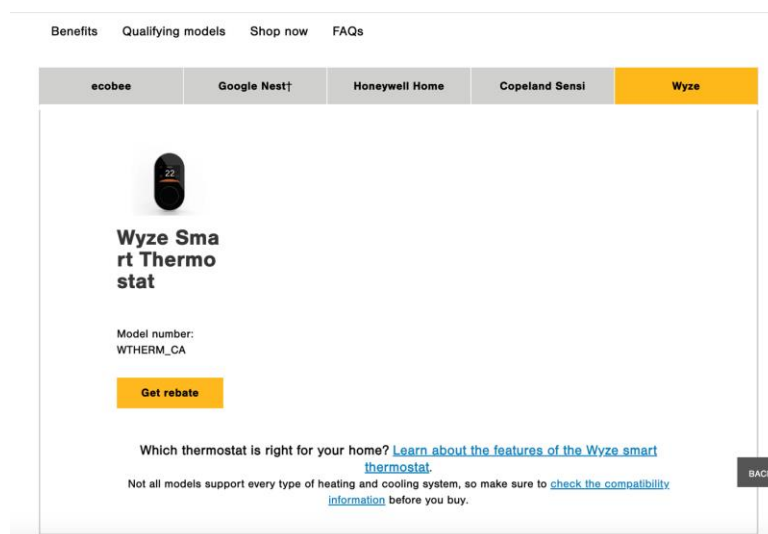 Benefits Qualifying models Shop now FAQs
ecobee Google Nest† Honeywell Home Copeland Sensi Wyze
22
Wyze Sma
rt Thermo
stat
Model number:
WTHERM_CA
Get rebate
Which thermostat is right for your home? Learn about the features of the Wyze smart
thermostat.
Not all models support every type of heating and cooling system, so make sure to check the compatibility
information before you buy.